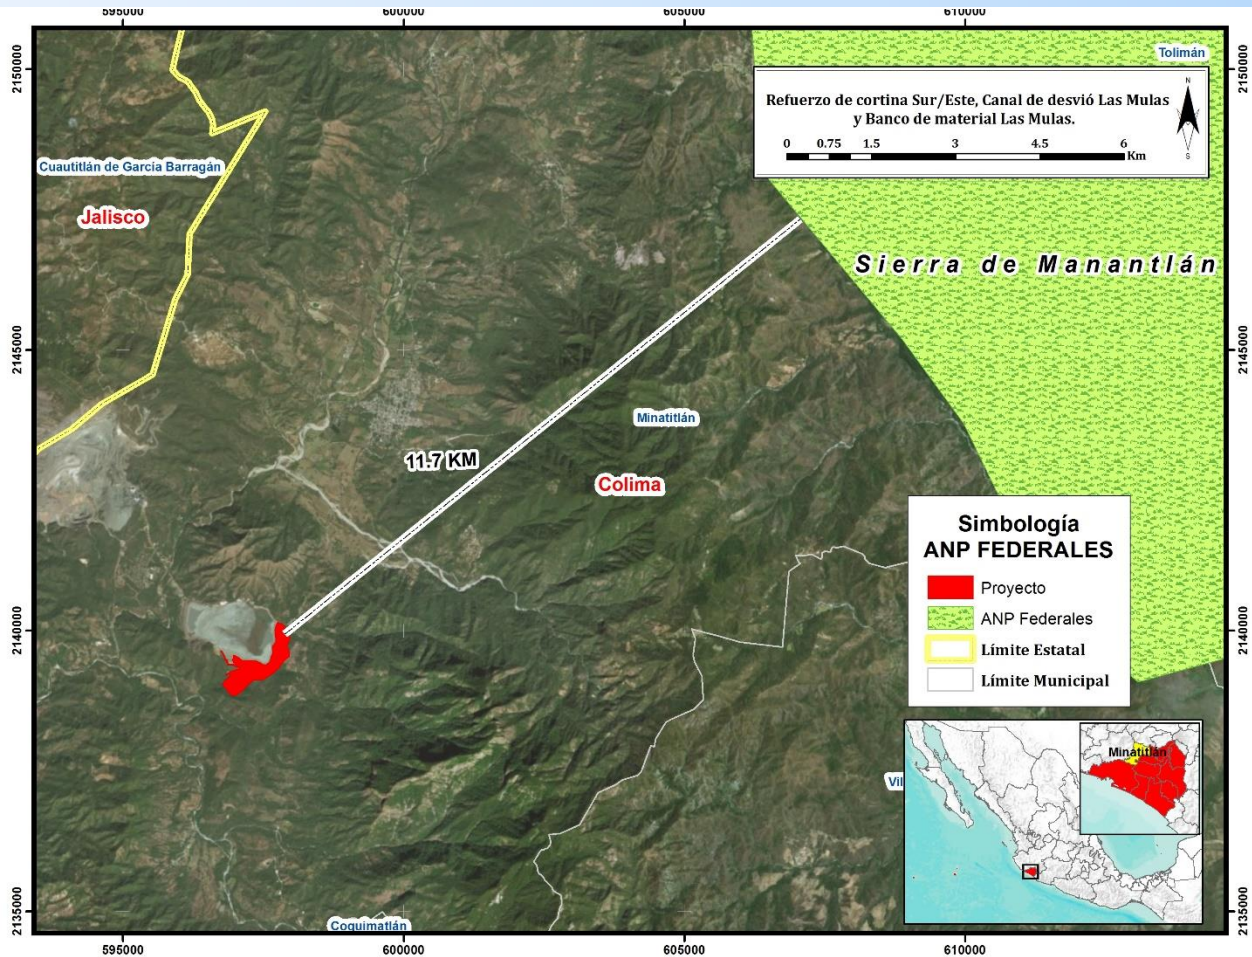 595000 600000 605000 610000
2150000
2150000
Tolimán
Refuerzo de cortina Sur/Este, Canal de desvió Las Mulas
y Banco de material Las Mulas.
N
S
0 0.75 1.5 3 4.5 6
Km
Cuautitlán de García Barragán
Jalisco
Sierra de Manantlán
2145000
2145000
Minatitlán
11.7 KM
Colima
Simbología
ANP FEDERALES
Proyecto
ANP Federales
Límite Estatal
Límite Municipal
2140000
2140000
Minatitlán
2135000
2135000
Coquimatlán
595000 600000 605000 610000